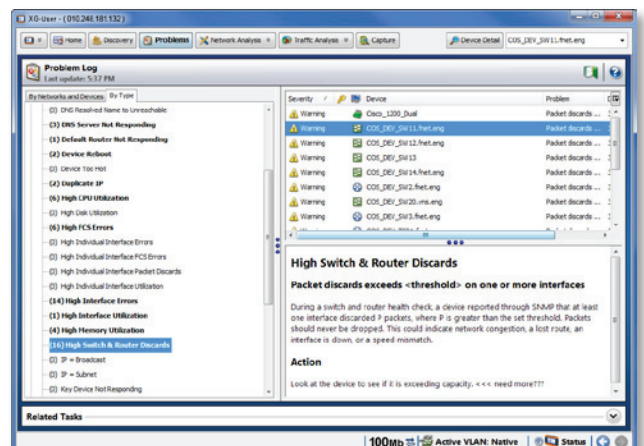 XG-User - (010.248.181.132)
Home
Discovery
Problems
Network Analysis
Traffic Analysis
Capture
Device Detail
COS_DEV_SW11.fnet.eng
Problem Log
Last update: 5:37 PM
By Networks and Devices
By Type
(0) DNS Resolved Name to Unreachable
(3) DNS Server Not Responding
(1) Default Router Not Responding
(2) Device Reboot
(0) Device Too Hot
(2) Duplicate IP
(6) High CPU Utilization
(0) High Disk Utilization
(6) High FCS Errors
(0) High Individual Interface Errors
(0) High Individual Interface FCS Errors
(0) High Individual Interface Packet Discards
(0) High Individual Interface Utilization
(14) High Interface Errors
(1) High Interface Utilization
(4) High Memory Utilization
(16) High Switch & Router Discards
(0) IP = Broadcast
(0) IP = Subnet
(0) Key Device Not Responding
Severity Device Problem
Warning Cisco_1200_Dual Packet discards ...
Warning COS_DEV_SW11.fnet.eng Packet discards ...
Warning COS_DEV_SW12.fnet.eng Packet discards ...
Warning COS_DEV_SW13 Packet discards ...
Warning COS_DEV_SW14.fnet.eng Packet discards ...
Warning COS_DEV_SW2.fnet.eng Packet discards ...
Warning COS_DEV_SW20.vns.eng Packet discards ...
Warning COS_DEV_SW3.fnet.eng Packet discards ...
High Switch & Router Discards
Packet discards exceeds <threshold> on one or more interfaces
During a switch and router health check, a device reported through SNMP that at least
one interface discarded P packets, where P is greater than the set threshold. Packets
should never be dropped. This could indicate network congestion, a lost route, an
interface is down, or a speed mismatch.
Action
Look at the device to see if it is exceeding capacity. <<< need more???
Related Tasks
100Mb
Active VLAN: Native
Status